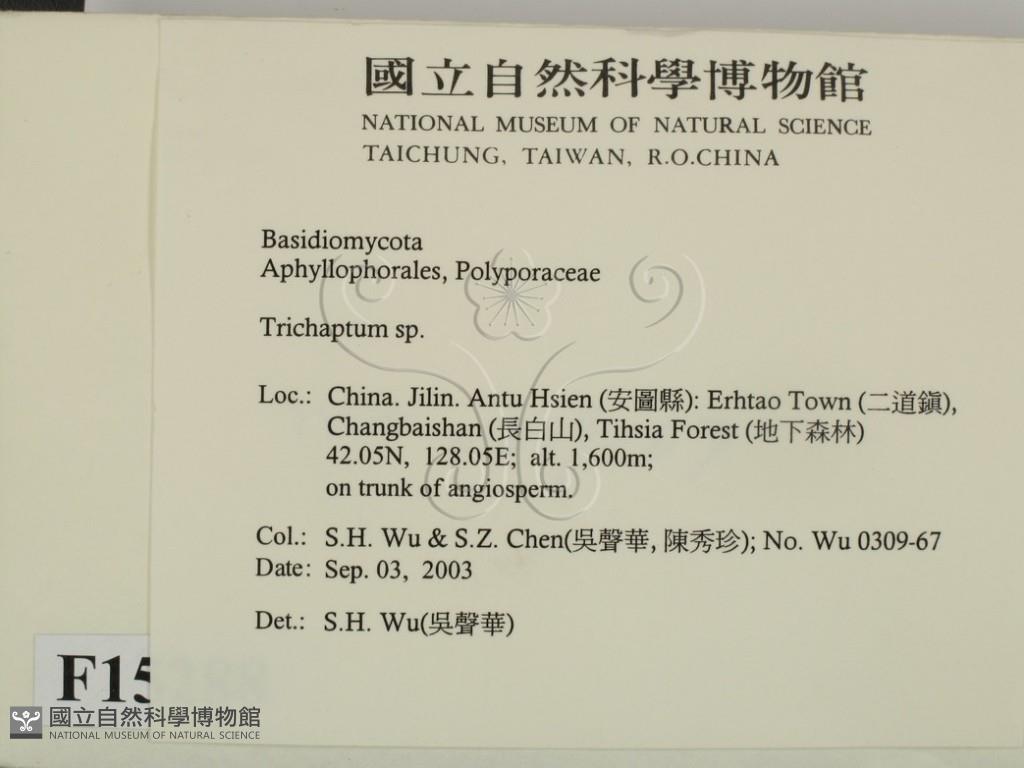 國立自然科學博物館
NATIONAL MUSEUM OF NATURAL SCIENCE
TAICHUNG, TAIWAN, R.O.CHINA
Basidiomycota
Aphyllophorales, Polyporaceae
Trichaptum sp.
Loc.: China. Jilin. Antu Hsien (安圖縣): Erhtao Town (二道鎭),
Changbaishan (長白山), Tihsia Forest (地下森林)
42.05N, 128.05E; alt. 1,600m;
on trunk of angiosperm.
Col.: S.H. Wu & S.Z. Chen(吳聲華, 陳秀珍); No. Wu 0309-67
Date: Sep. 03, 2003
Det.: S.H. Wu(吳聲華)
國立自然科學博物館
NATIONAL MUSEUM OF NATURAL SCIENCE